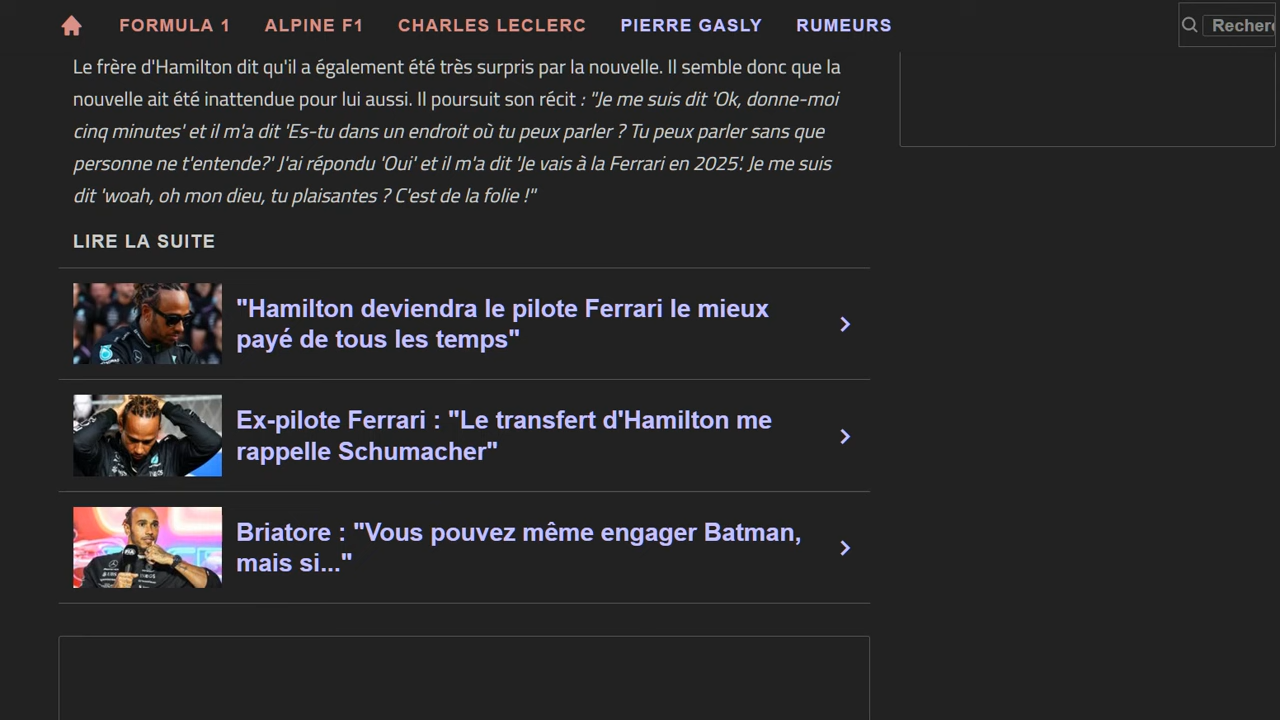 FORMULA 1 ALPINE F1 CHARLES LECLERC PIERRE GASLY RUMEURS
Le frère d'Hamilton dit qu'il a également été très surpris par la nouvelle. Il semble donc que la
nouvelle ait été inattendue pour lui aussi. Il poursuit son récit : "Je me suis dit 'Ok, donne-moi
cinq minutes' et il m'a dit 'Es-tu dans un endroit où tu peux parler ? Tu peux parler sans que
personne ne t'entende?' J'ai répondu 'Oui' et il m'a dit 'Je vais à la Ferrari en 2025'. Je me suis
dit 'woah, oh mon dieu, tu plaisantes ? C'est de la folie !"
LIRE LA SUITE
"Hamilton deviendra le pilote Ferrari le mieux
payé de tous les temps"
Ex-pilote Ferrari : "Le transfert d'Hamilton me
rappelle Schumacher"
Briatore : "Vous pouvez même engager Batman,
mais si..."